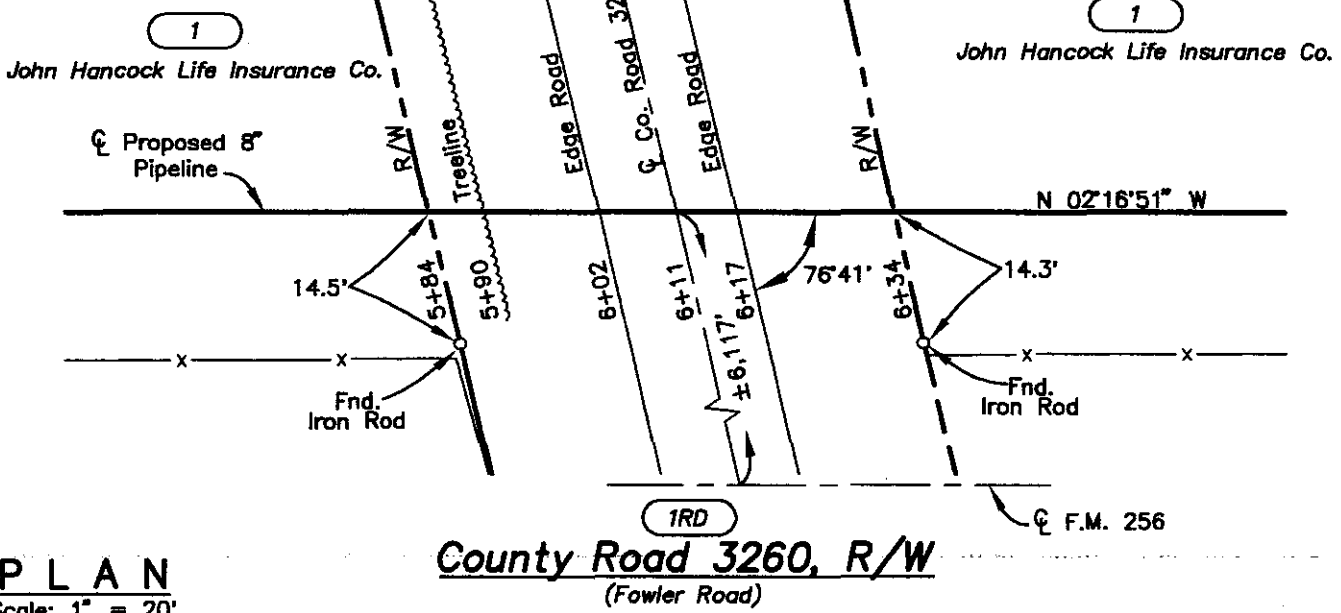 1
John Hancock Life Insurance Co.
1
John Hancock Life Insurance Co.
℄ Proposed 8"
Pipeline
R/W
Treeline
Edge Road
℄ Co. Road 32
Edge Road
R/W
N 02°16'51" W
14.5'
5+84
5+90
6+02
6+11
6+17
76°41'
6+34
14.3'
±6,117'
x
x
x
x
Fnd.
Iron Rod
Fnd.
Iron Rod
℄ F.M. 256
1RD
County Road 3260, R/W
(Fowler Road)
PLAN
Scale: 1" = 20'